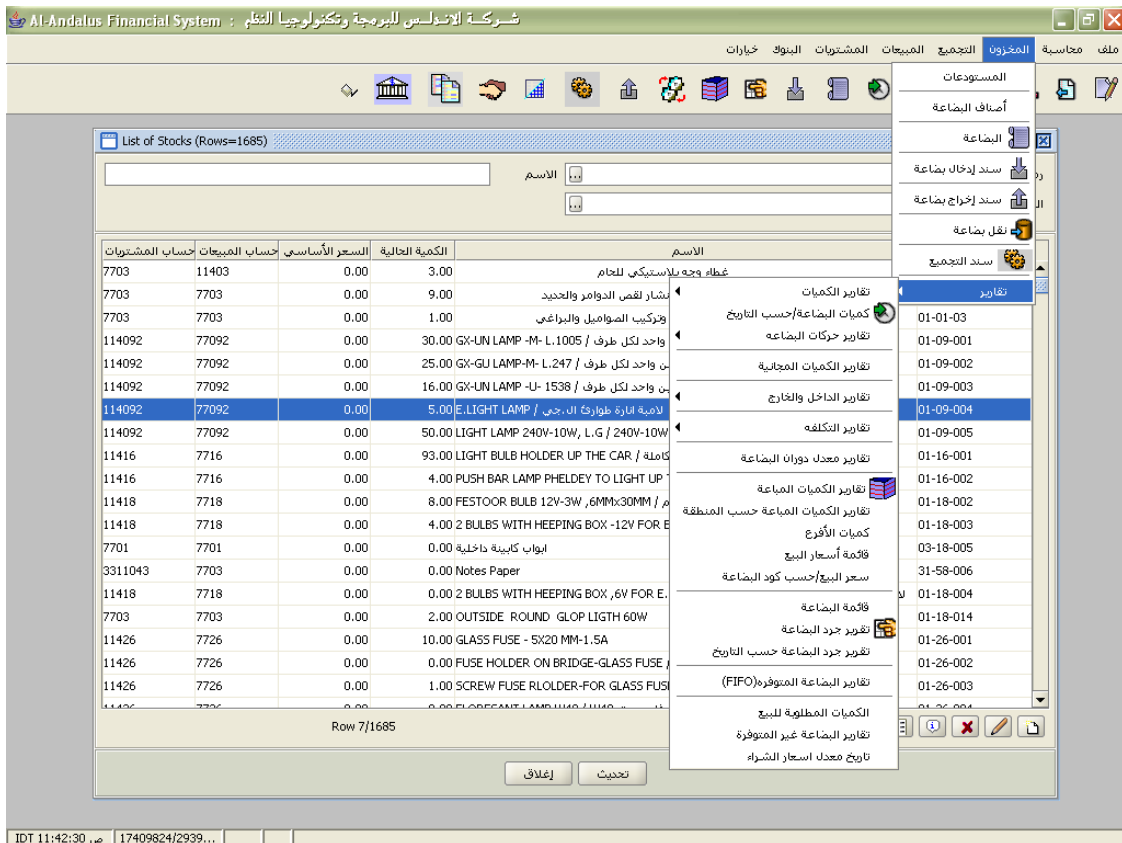 Al-Andalus Financial System : شــركــة الاندلــس للبرمجة وتكنولوجيا النظم
ملف محاسبة المخزون التجميع المبيعات المشتريات البنوك خيارات
المستودعات
أصناف البضاعة
البضاعة
سند إدخال بضاعة
سند إخراج بضاعة
نقل بضاعة
سند التجميع
تقارير
تقارير الكميات
كميات البضاعة/حسب التاريخ
تقارير حركات البضاعه
تقارير الكميات المجانية
تقارير الداخل والخارج
تقارير التكلفه
تقارير معدل دوران البضاعة
تقارير الكميات المباعة
تقارير الكميات المباعة حسب المنطقة
كميات الأفرع
قائمة أسعار البيع
سعر البيع/حسب كود البضاعة
قائمة البضاعة
تقرير جرد البضاعة
تقرير جرد البضاعة حسب التاريخ
تقارير البضاعة المتوفره(FIFO)
الكميات المطلوبة للبيع
تقارير البضاعة غير المتوفرة
تاريخ معدل اسعار الشراء
List of Stocks (Rows=1685)
الاسم
الاسم الكمية الحالية السعر الأساسي حساب المبيعات حساب المشتريات
7703 11403 0.00 3.00 غطاء وجه بلاستيكي للحام
7703 7703 0.00 9.00 منشار لقص الدوامر والحديد
7703 7703 0.00 1.00 وتركيب الصواميل والبراغي 01-01-03
114092 77092 0.00 30.00 GX-UN LAMP -M- L.1005 / واحد لكل طرف 01-09-001
114092 77092 0.00 25.00 GX-GU LAMP-M- L.247 / ن واحد لكل طرف 01-09-002
114092 77092 0.00 16.00 GX-UN LAMP -U- 1538 / ين واحد لكل طرف 01-09-003
114092 77092 0.00 5.00 E.LIGHT LAMP / لامبة انارة طوارئ ال.جي 01-09-004
114092 77092 0.00 50.00 LIGHT LAMP 240V-10W, L.G / 240V-10W 01-09-005
11416 7716 0.00 93.00 LIGHT BULB HOLDER UP THE CAR / كاملة 01-16-001
11416 7716 0.00 4.00 PUSH BAR LAMP PHELDEY TO LIGHT UP 01-16-002
11418 7718 0.00 8.00 FESTOOR BULB 12V-3W ,6MMx30MM / م 01-18-002
11418 7718 0.00 4.00 2 BULBS WITH HEEPING BOX -12V FOR E 01-18-003
7701 7701 0.00 0.00 ابواب كابينة داخلية 03-18-005
3311043 7703 0.00 0.00 Notes Paper 31-58-006
11418 7718 0.00 0.00 2 BULBS WITH HEEPING BOX ,6V FOR E. 01-18-004
7703 7703 0.00 2.00 OUTSIDE ROUND GLOP LIGTH 60W 01-18-014
11426 7726 0.00 10.00 GLASS FUSE - 5X20 MM-1.5A 01-26-001
11426 7726 0.00 0.00 FUSE HOLDER ON BRIDGE-GLASS FUSE 01-26-002
11426 7726 0.00 1.00 SCREW FUSE RLOLDER-FOR GLASS FUSI 01-26-003
Row 7/1685
تحديث إغلاق
IDT 11:42:30 ص 17409824/2939...